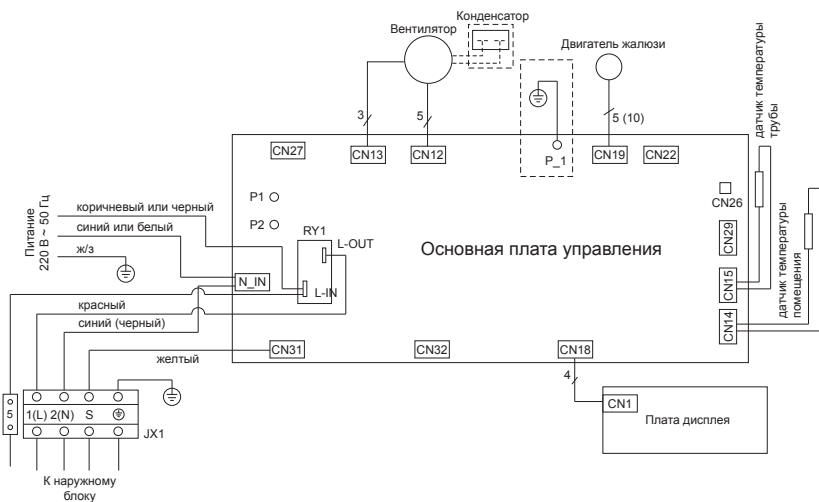 Конденсатор
Вентилятор
Двигатель жалюзи
датчик температуры
трубы
3
5
5 (10)
CN27
CN13
CN12
P_1
CN19
CN22
CN26
P1
P2
RY1
L-OUT
Основная плата управления
CN29
Питание
220 В ~ 50 Гц
коричневый или черный
синий или белый
ж/з
N_IN
L-IN
CN15
датчик температуры
помещения
CN14
красный
синий (черный)
желтый
CN31
CN32
CN18
4
CN1
Плата дисплея
5
1(L) 2(N) S
JX1
К наружному
блоку